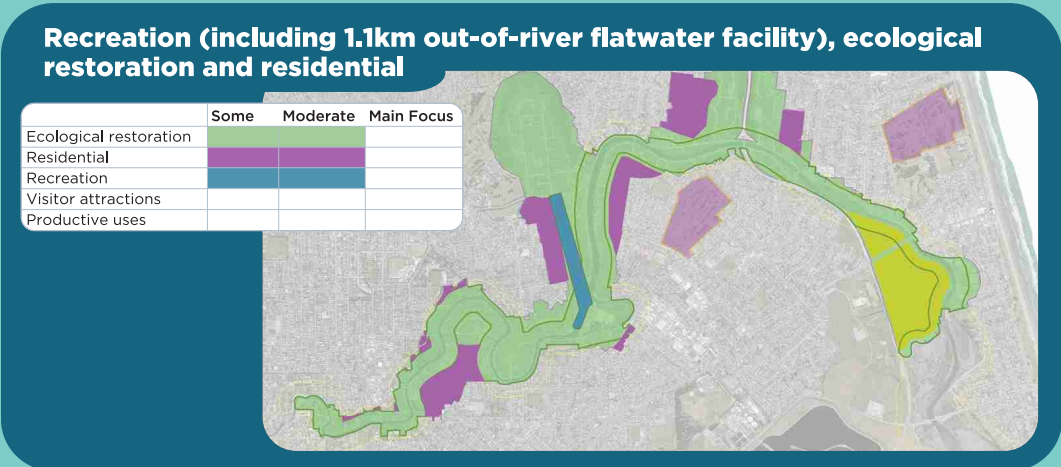 Recreation (including 1.1km out-of-river flatwater facility), ecological
restoration and residential
Some Moderate Main Focus
Ecological restoration
Residential
Recreation
Visitor attractions
Productive uses